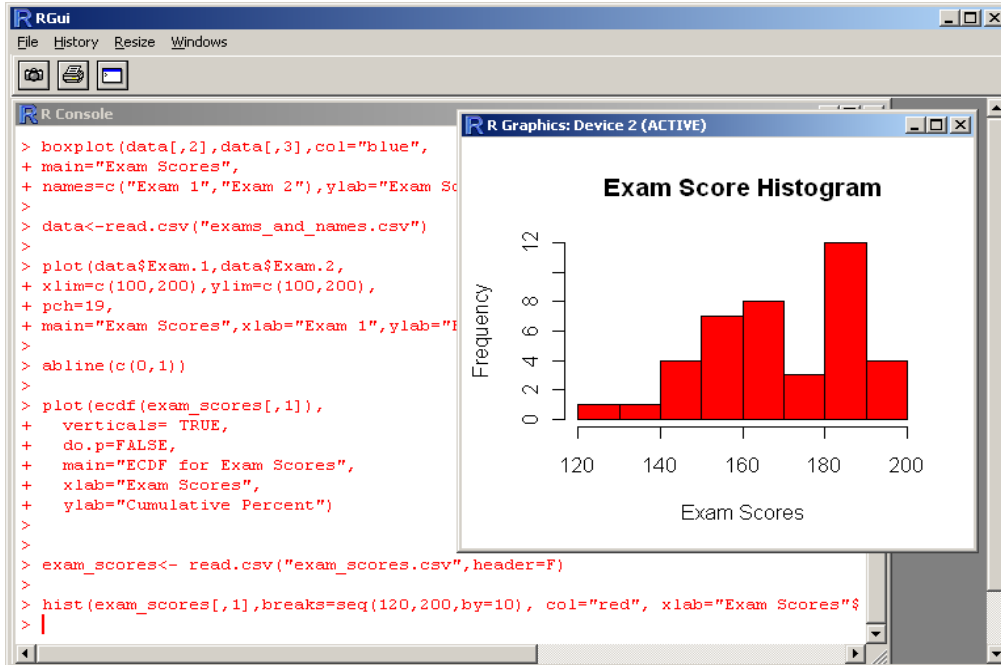 RGui
File History Resize Windows
R Console
> boxplot(data[,2],data[,3],col="blue",
+ main="Exam Scores",
+ names=c("Exam 1","Exam 2"),ylab="Exam Sc
>
> data<-read.csv("exams_and_names.csv")
>
> plot(data$Exam.1,data$Exam.2,
+ xlim=c(100,200),ylim=c(100,200),
+ pch=19,
+ main="Exam Scores",xlab="Exam 1",ylab="
>
> abline(c(0,1))
>
> plot(ecdf(exam_scores[,1]),
+   verticals= TRUE,
+   do.p=FALSE,
+   main="ECDF for Exam Scores",
+   xlab="Exam Scores",
+   ylab="Cumulative Percent")
>
>
> exam_scores<- read.csv("exam_scores.csv",header=F)
>
> hist(exam_scores[,1],breaks=seq(120,200,by=10), col="red", xlab="Exam Scores"$
>
R Graphics: Device 2 (ACTIVE)
Exam Score Histogram
Frequency
12
8
6
4
2
0
120 140 160 180 200
Exam Scores